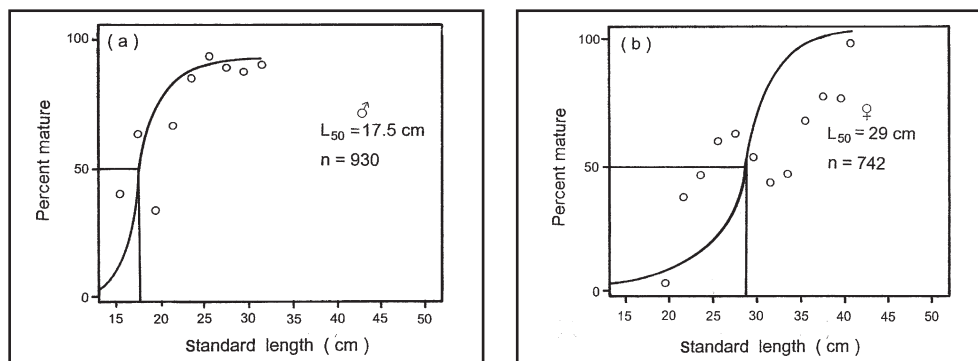 100
(a)
♂
L50 = 17.5 cm
n = 930
50
0
Percent mature
15 20 25 30 35 40 45 50
Standard length (cm)
100
(b)
♀
L50 = 29 cm
n = 742
50
0
Percent mature
15 20 25 30 35 40 45 50
Standard length (cm)